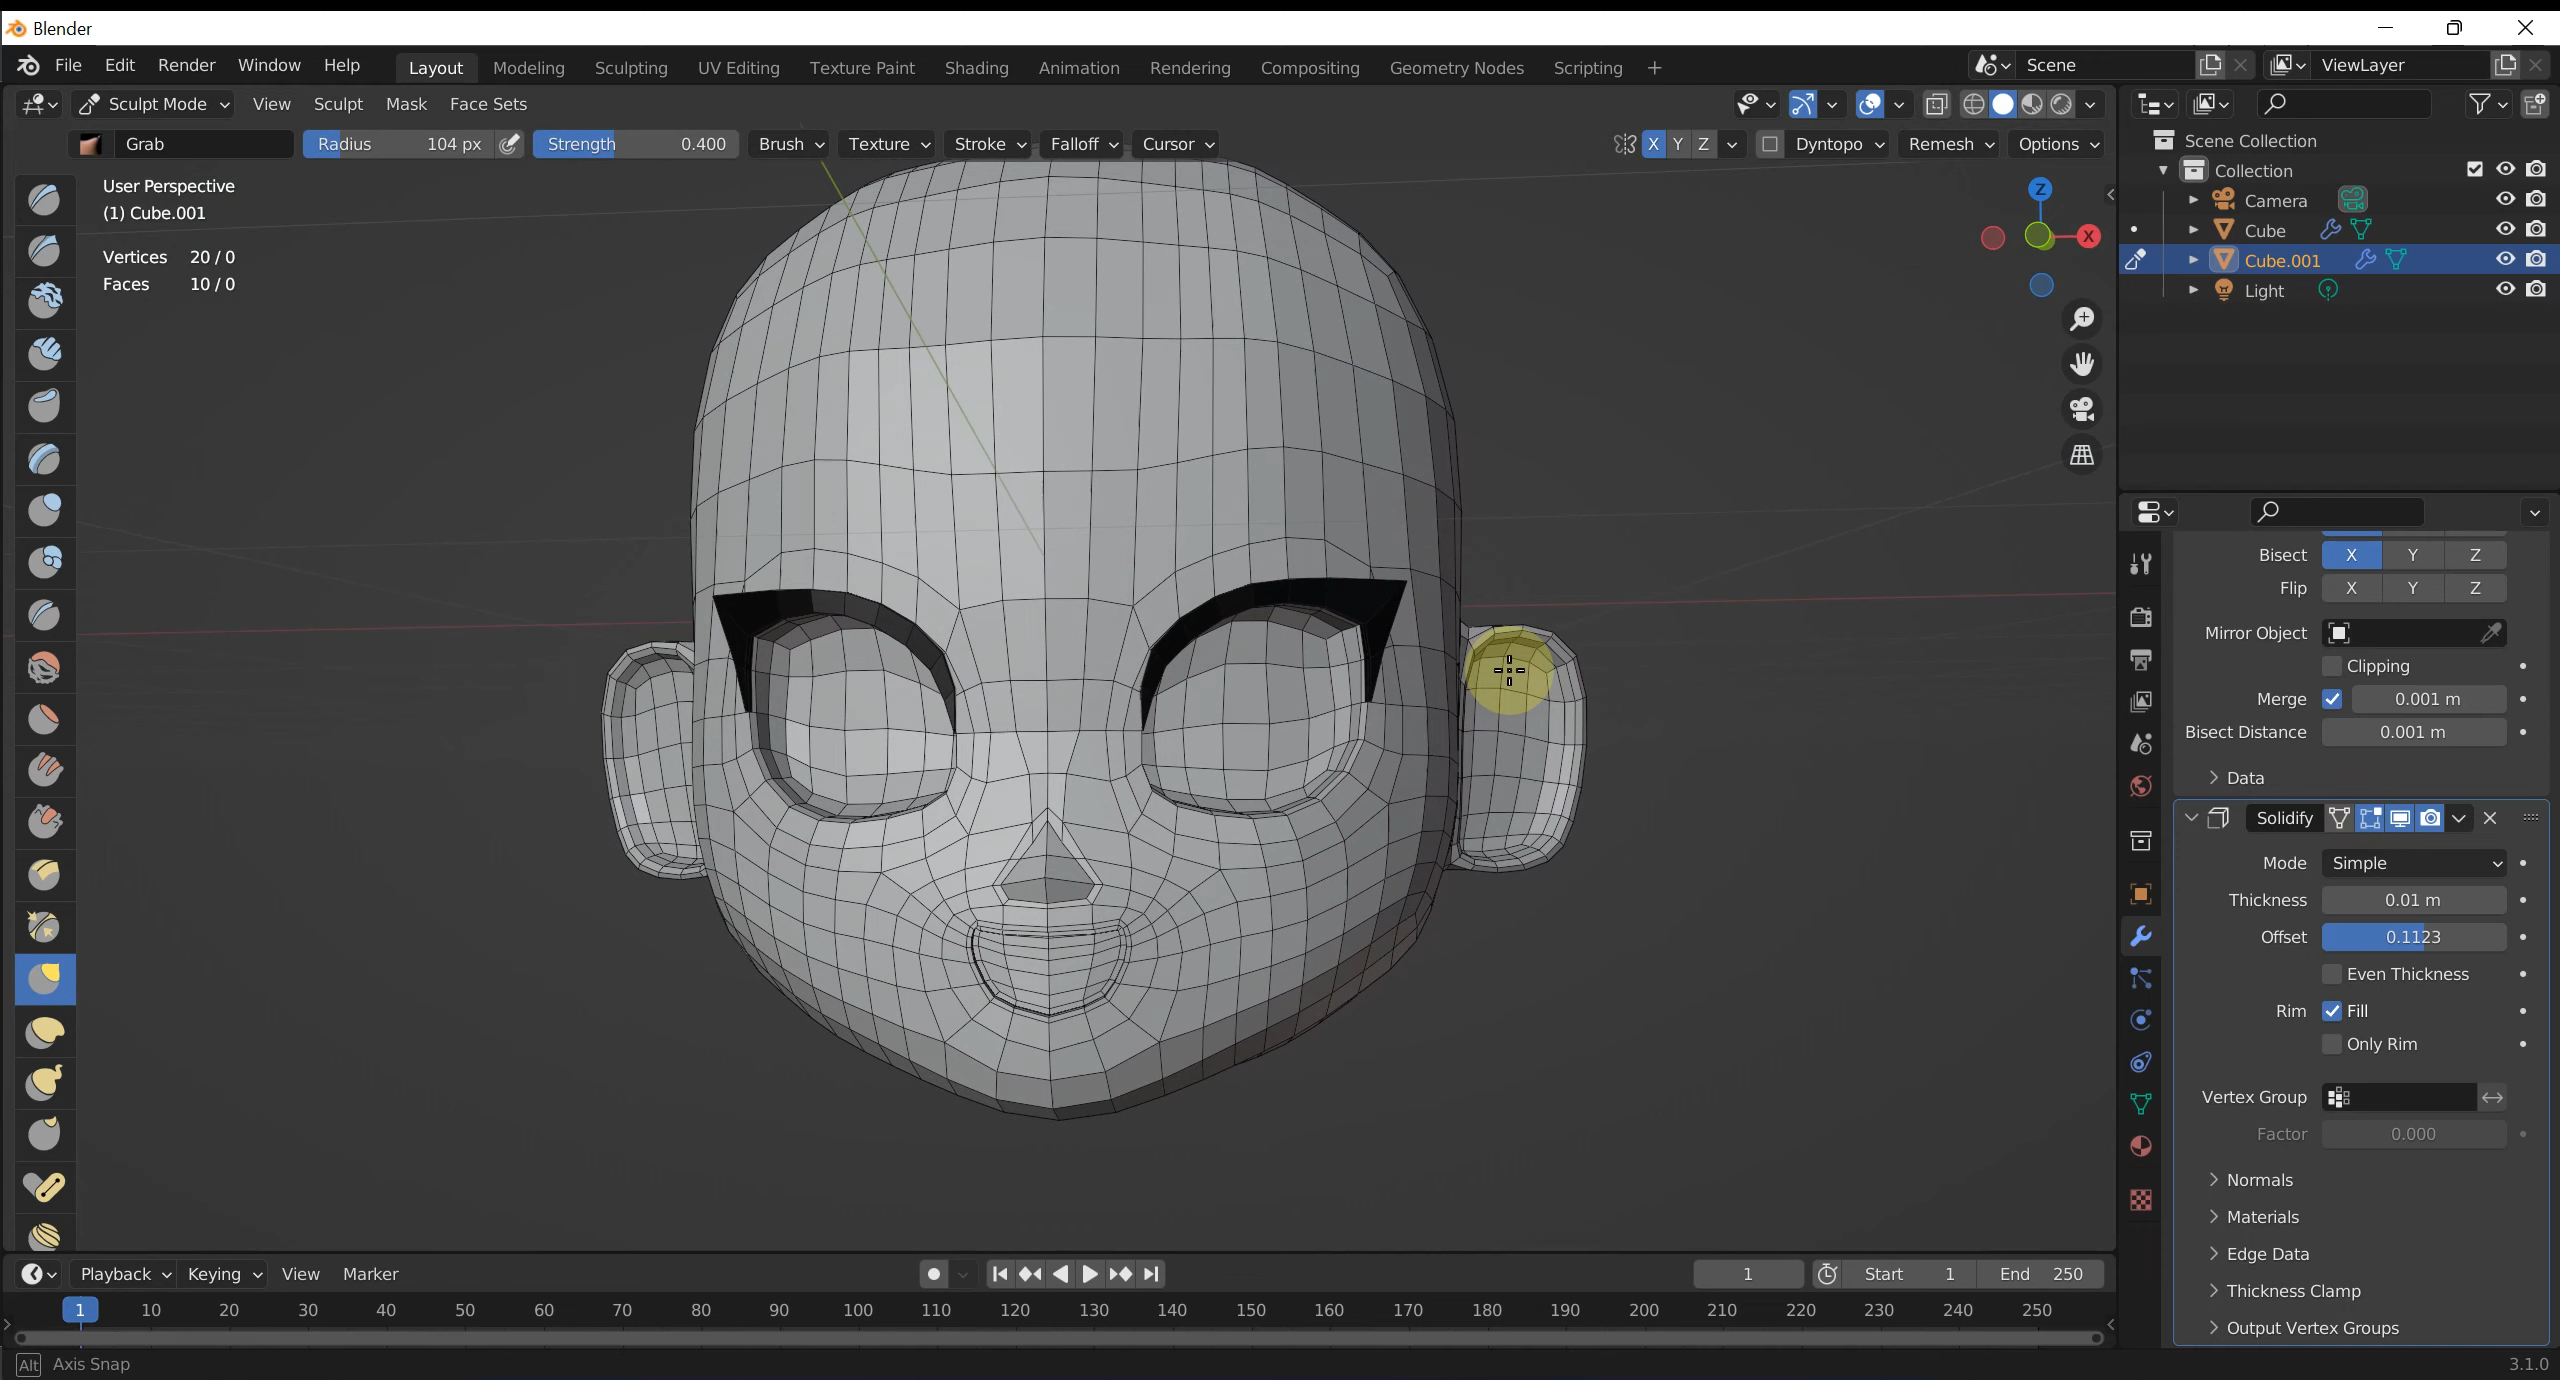 Blender
File Edit Render Window Help Layout Modeling Sculpting UV Editing Texture Paint Shading Animation Rendering Compositing Geometry Nodes Scripting + Scene ViewLayer
Sculpt Mode View Sculpt Mask Face Sets
Grab Radius 104 px Strength 0.400 Brush Texture Stroke Falloff Cursor X Y Z Dyntopo Remesh Options
User Perspective
(1) Cube.001
Vertices 20 / 0
Faces 10 / 0
Z
X
Scene Collection
Collection
Camera
Cube
Cube.001
Light
Bisect X Y Z
Flip X Y Z
Mirror Object
Clipping
Merge 0.001 m
Bisect Distance 0.001 m
Data
Solidify
Mode Simple
Thickness 0.01 m
Offset 0.1123
Even Thickness
Rim Fill
Only Rim
Vertex Group
Factor 0.000
Normals
Materials
Edge Data
Thickness Clamp
Output Vertex Groups
Playback Keying View Marker 1 Start 1 End 250
1 10 20 30 40 50 60 70 80 90 100 110 120 130 140 150 160 170 180 190 200 210 220 230 240 250
Alt Axis Snap 3.1.0